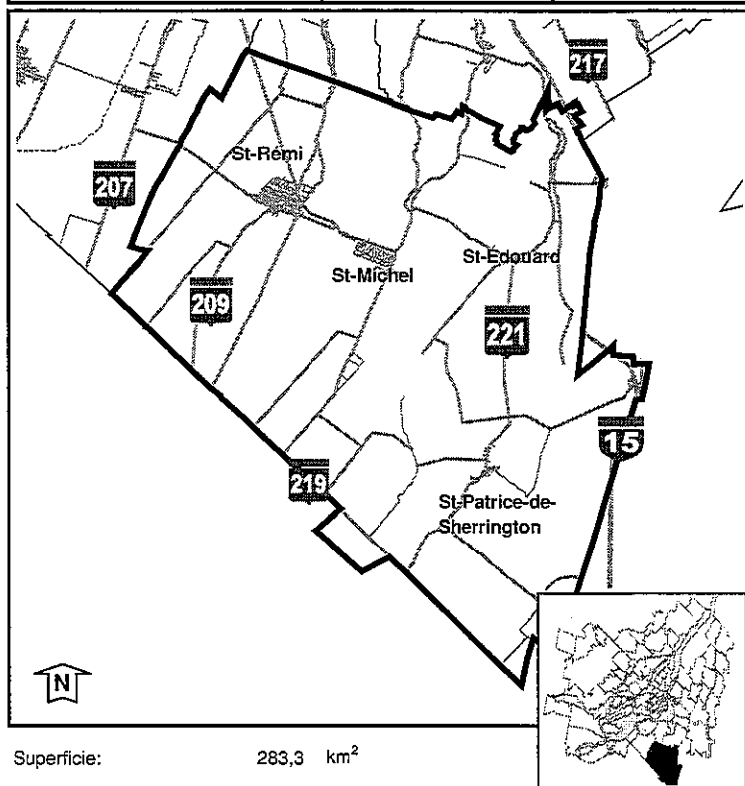 217
St-Rémi
207
St-Michel
St-Edouard
209
221
15
219
St-Patrice-de-
Sherrington
N
Superficie: 283,3 km²